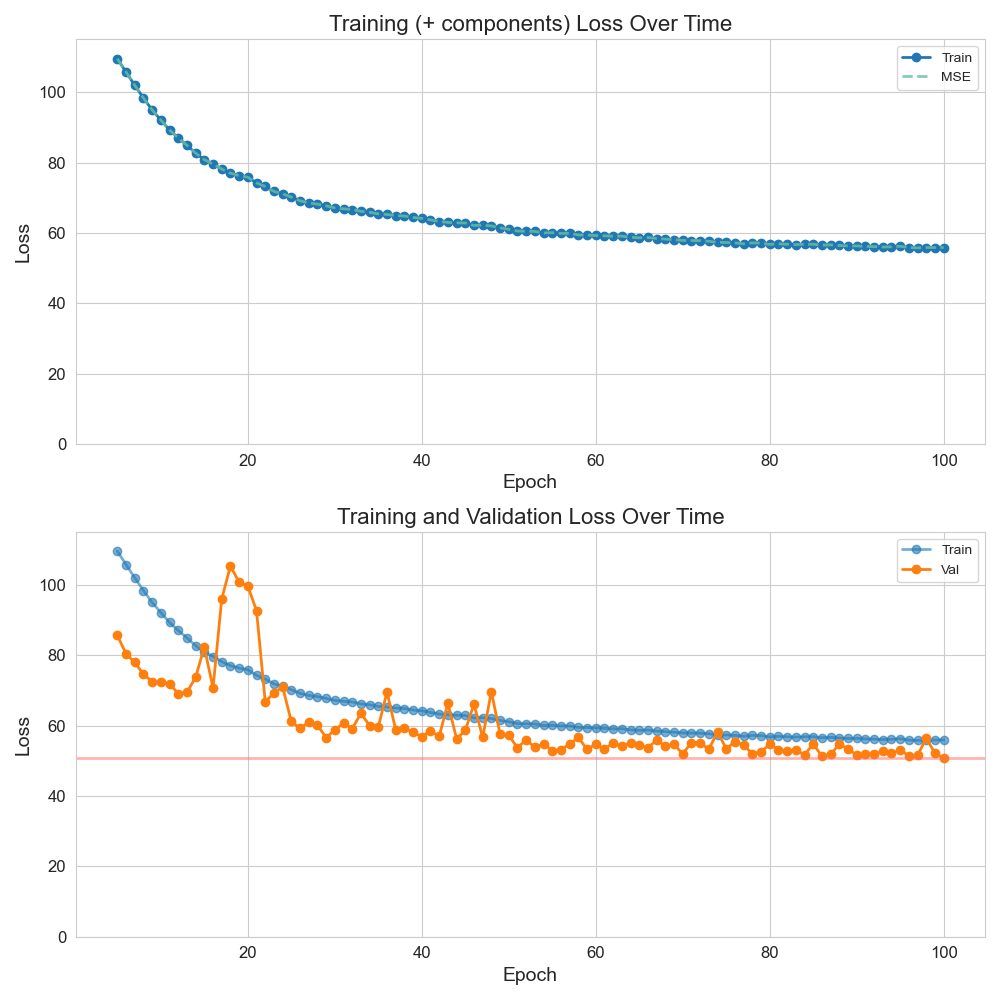 Training (+ components) Loss Over Time
Train
MSE
Loss
100
80
60
40
20
0
20 40 60 80 100
Epoch
Training and Validation Loss Over Time
Train
Val
Loss
100
80
60
40
20
0
20 40 60 80 100
Epoch